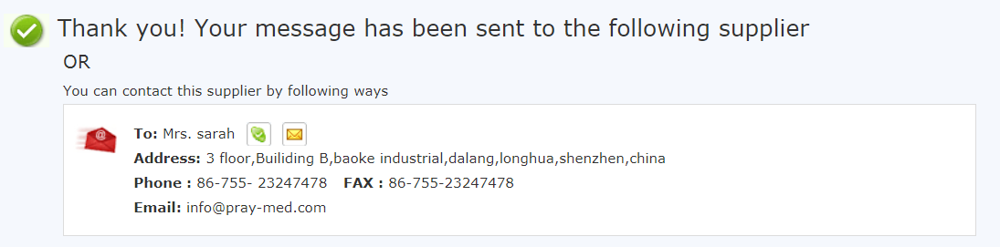 Thank you! Your message has been sent to the following supplier
OR
You can contact this supplier by following ways
To: Mrs. sarah
Address: 3 floor,Builiding B,baoke industrial,dalang,longhua,shenzhen,china
Phone : 86-755- 23247478 FAX : 86-755-23247478
Email: info@pray-med.com